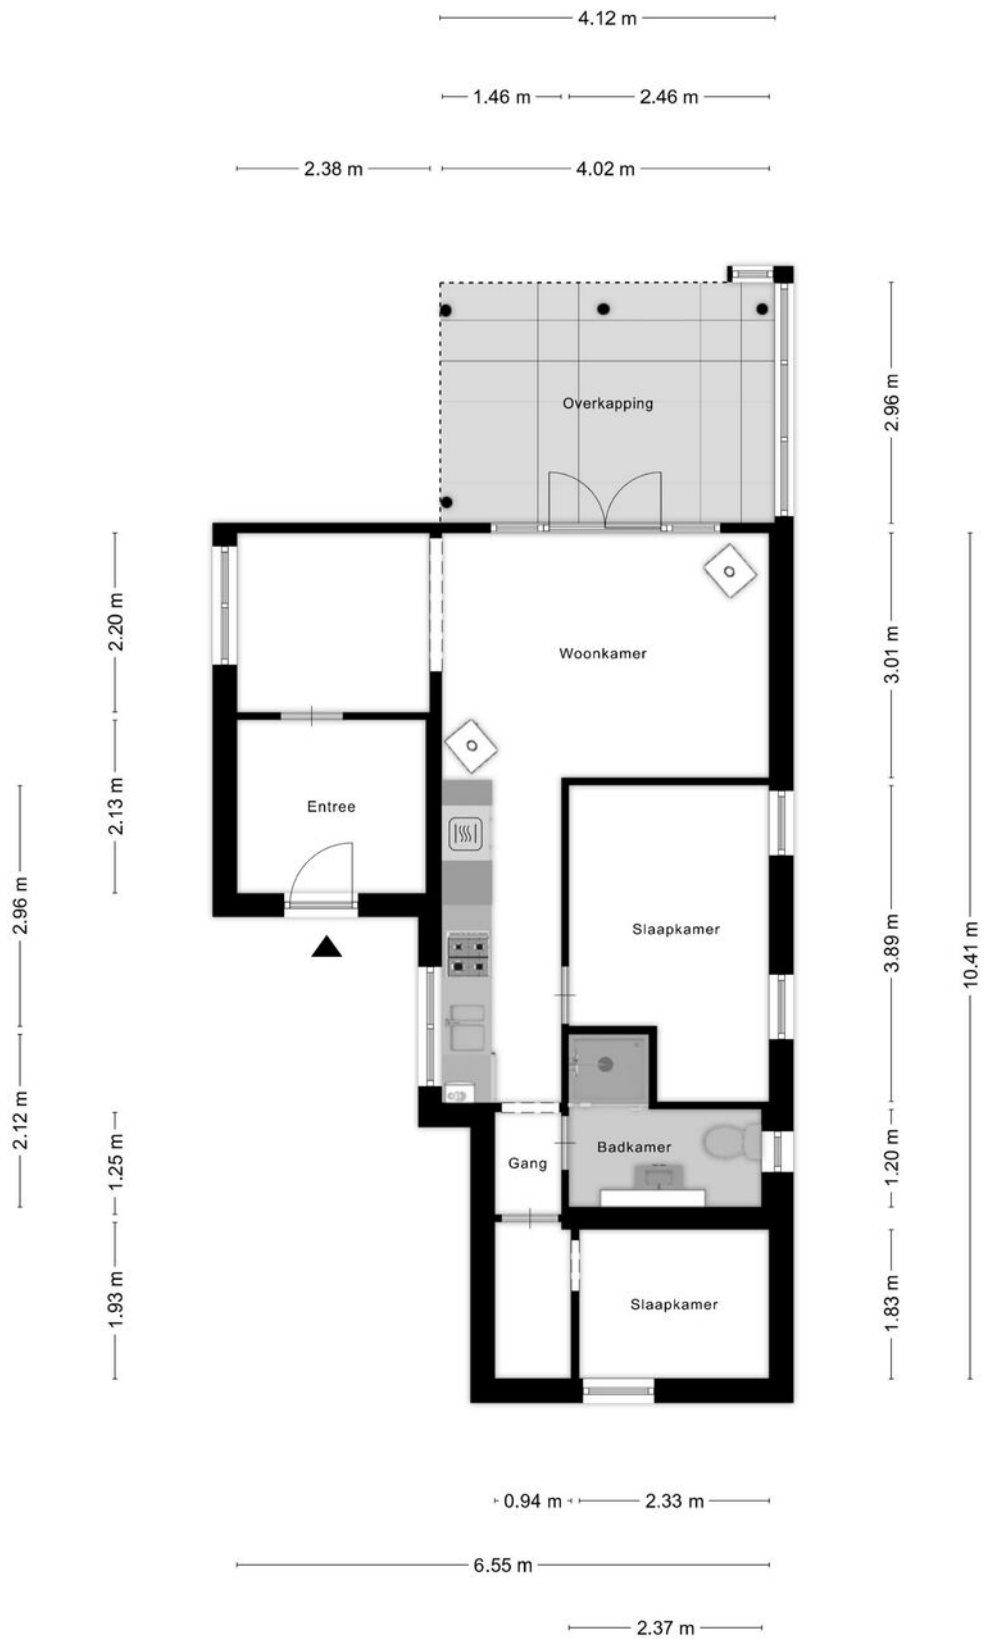 4.12 m
1.46 m
2.46 m
2.38 m
4.02 m
Overkapping
2.96 m
2.20 m
Woonkamer
3.01 m
Entree
2.13 m
2.96 m
Slaapkamer
3.89 m
10.41 m
2.12 m
1.25 m
Gang
Badkamer
1.20 m
1.93 m
Slaapkamer
1.83 m
0.94 m
2.33 m
6.55 m
2.37 m